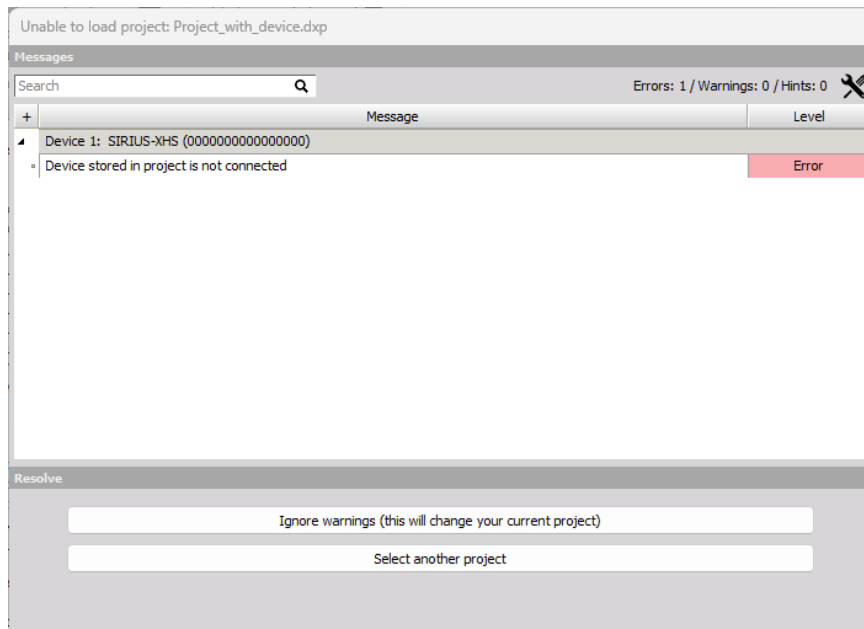 Unable to load project: Project_with_device.dxp
Messages
Search
Errors: 1 / Warnings: 0 / Hints: 0
+ Message Level
Device 1: SIRIUS-XHS (0000000000000000)
Device stored in project is not connected Error
Resolve
Ignore warnings (this will change your current project)
Select another project